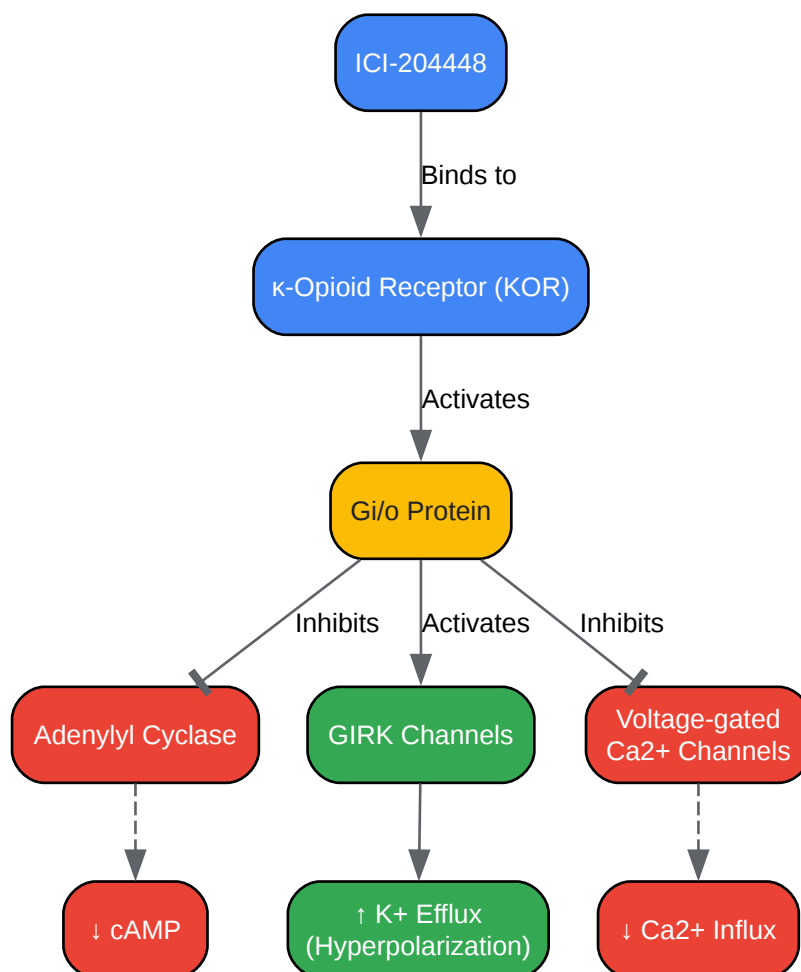 ICI-204448
Binds to
κ-Opioid Receptor (KOR)
Activates
Gi/o Protein
Inhibits
Activates
Inhibits
Adenylyl Cyclase
GIRK Channels
Voltage-gated
Ca2+ Channels
↓ cAMP
↑ K+ Efflux
(Hyperpolarization)
↓ Ca2+ Influx